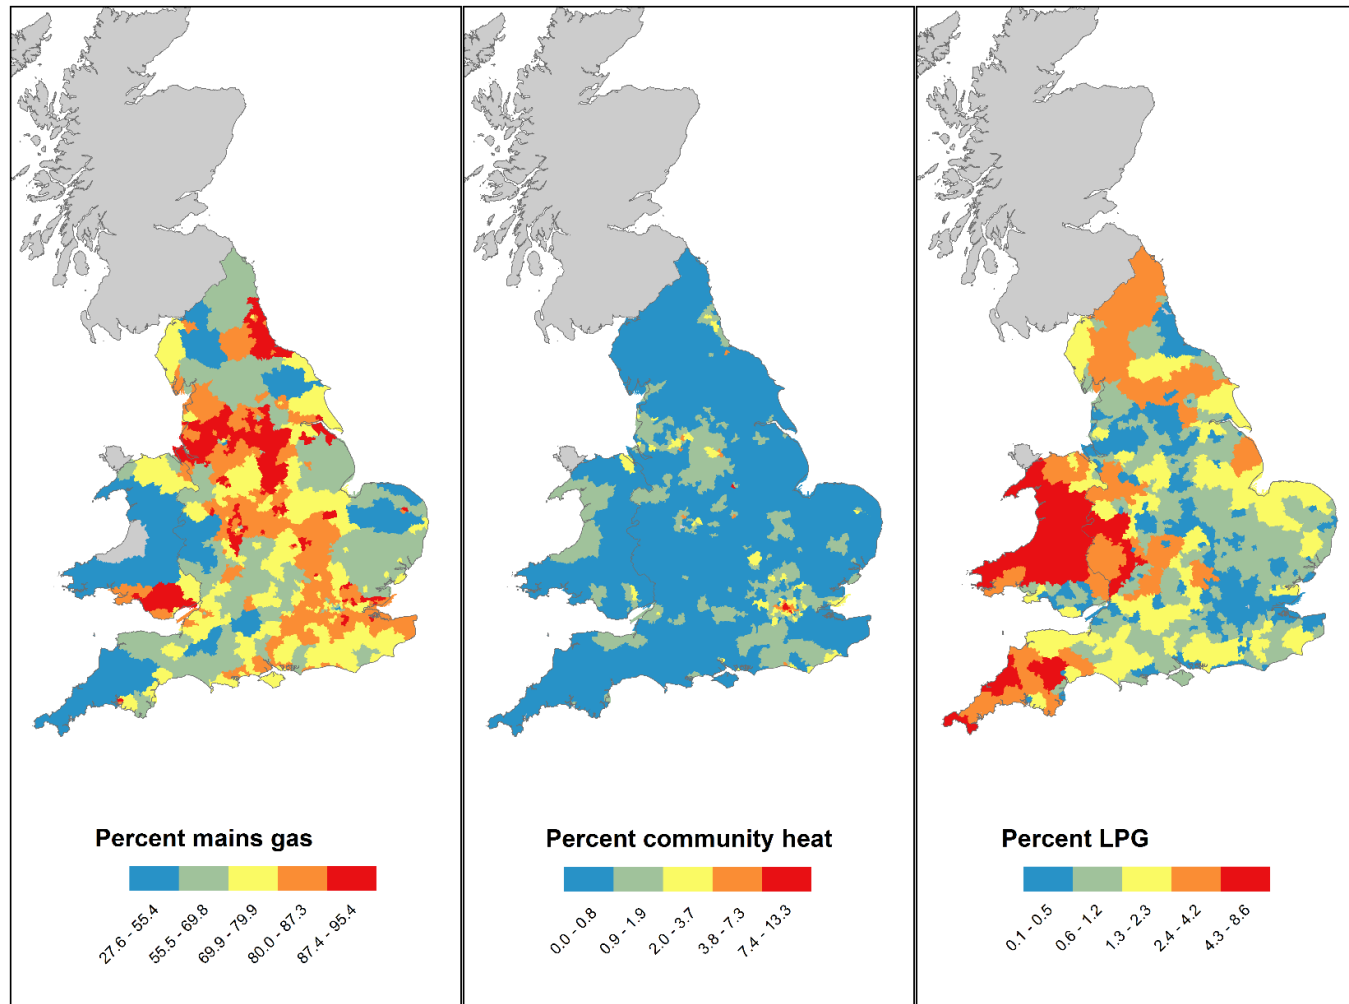 Percent mains gas
27.6 - 55.4
55.5 - 69.8
69.9 - 79.9
80.0 - 87.3
87.4 - 95.4
Percent community heat
0.0 - 0.8
0.9 - 1.9
2.0 - 3.7
3.8 - 7.3
7.4 - 13.3
Percent LPG
0.1 - 0.5
0.6 - 1.2
1.3 - 2.3
2.4 - 4.2
4.3 - 8.6